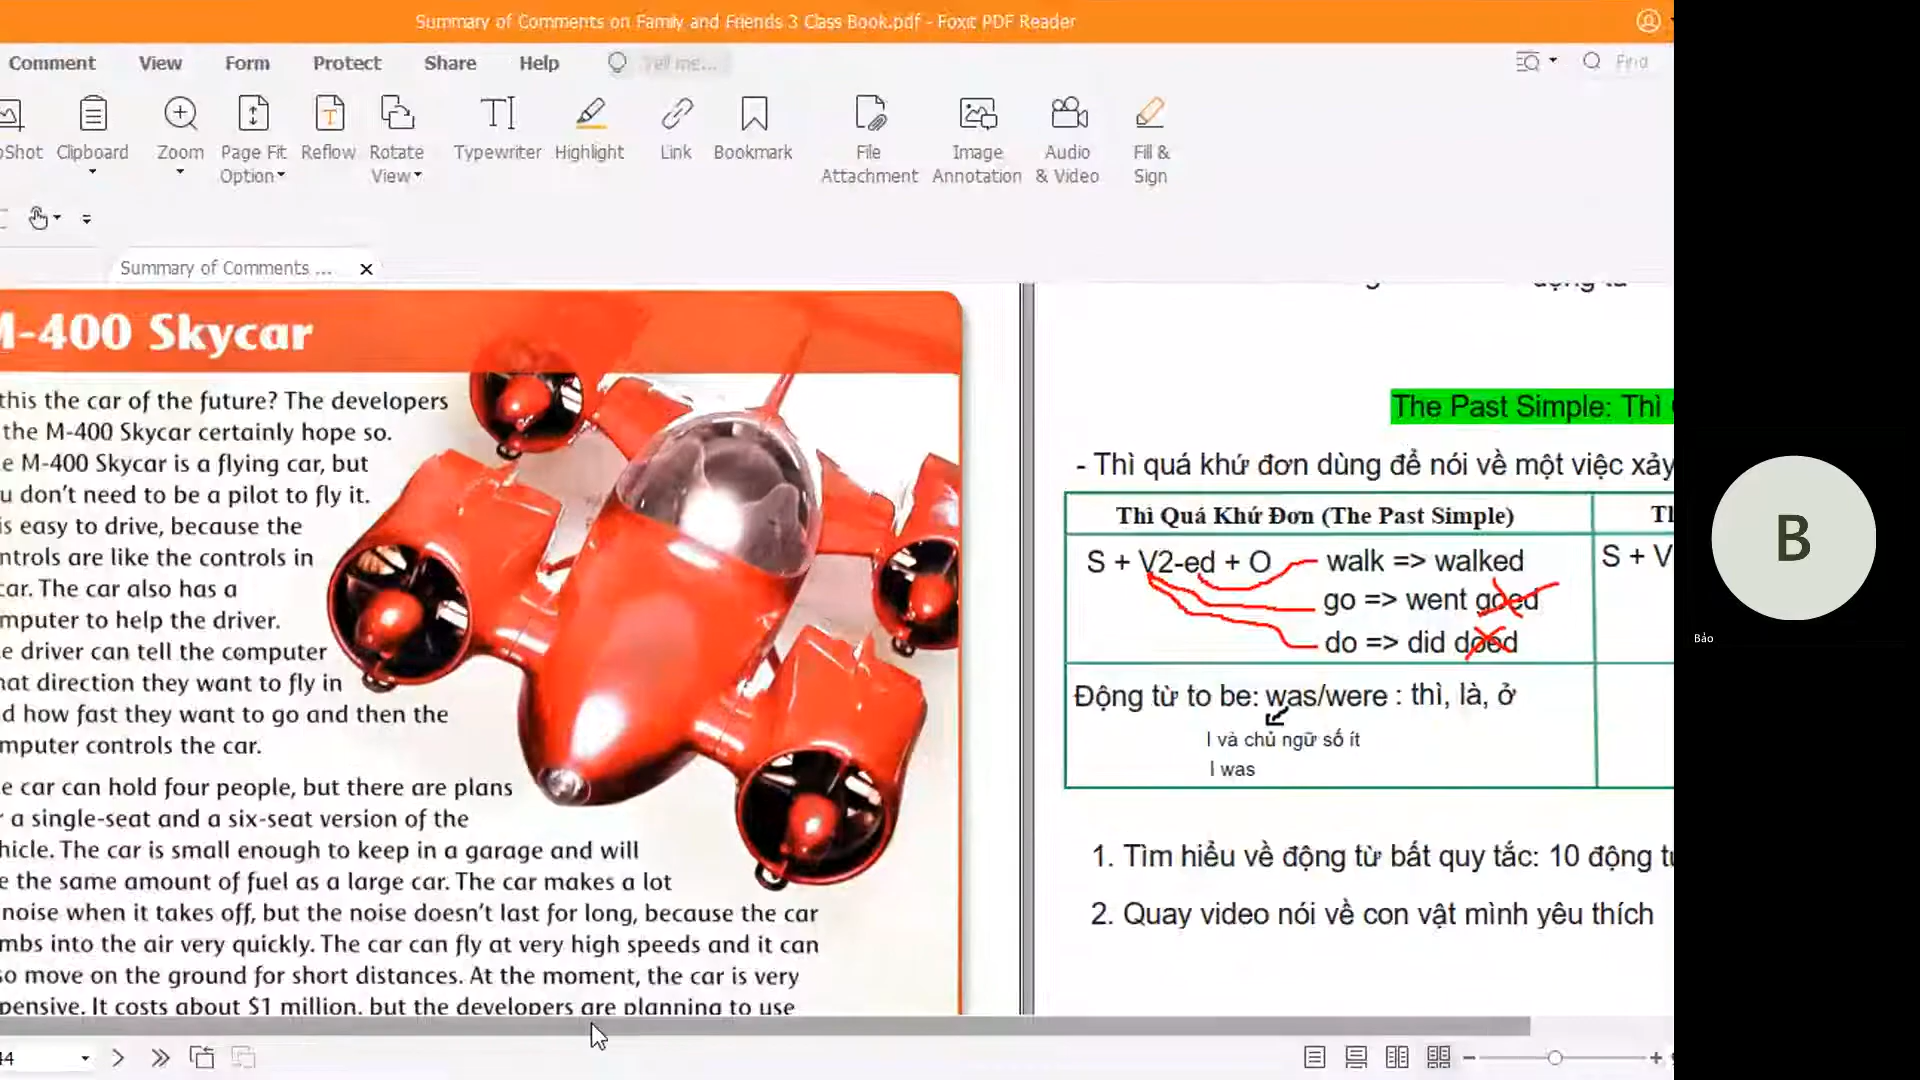 Summary of Comments on Family and Friends 3 Class Book.pdf - Foxit PDF Reader
Comment View Form Protect Share Help Tell me...
Find
Shot Clipboard Zoom Page Fit Option Reflow Rotate View Typewriter Highlight Link Bookmark File Attachment Image Annotation Audio & Video Fill & Sign
Summary of Comments ...
M-400 Skycar
this the car of the future? The developers
the M-400 Skycar certainly hope so.
e M-400 Skycar is a flying car, but
u don't need to be a pilot to fly it.
is easy to drive, because the
ntrols are like the controls in
car. The car also has a
mputer to help the driver.
e driver can tell the computer
hat direction they want to fly in
d how fast they want to go and then the
mputer controls the car.
e car can hold four people, but there are plans
r a single-seat and a six-seat version of the
hicle. The car is small enough to keep in a garage and will
e the same amount of fuel as a large car. The car makes a lot
noise when it takes off, but the noise doesn't last for long, because the car
mbs into the air very quickly. The car can fly at very high speeds and it can
so move on the ground for short distances. At the moment, the car is very
pensive. It costs about $1 million, but the developers are planning to use
44
động từ
The Past Simple: Thì
- Thì quá khứ đơn dùng để nói về một việc xảy
Thì Quá Khứ Đơn (The Past Simple)
S + V2-ed + O walk => walked
go => went goed
do => did doed
Động từ to be: was/were : thì, là, ở
I và chủ ngữ số ít
I was
S + V
1. Tìm hiểu về động từ bất quy tắc: 10 động từ
2. Quay video nói về con vật mình yêu thích
B
Bảo